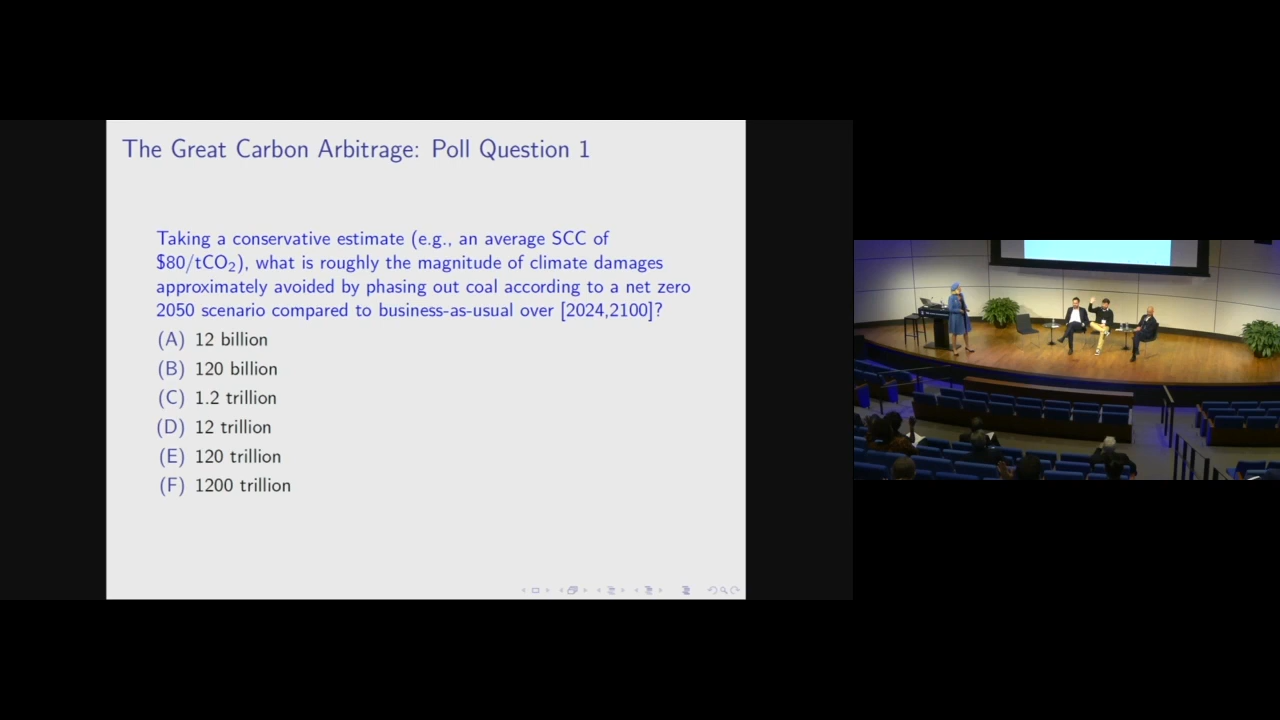 The Great Carbon Arbitrage: Poll Question 1
Taking a conservative estimate (e.g., an average SCC of
$80/tCO₂), what is roughly the magnitude of climate damages
approximately avoided by phasing out coal according to a net zero
2050 scenario compared to business-as-usual over [2024,2100]?
(A) 12 billion
(B) 120 billion
(C) 1.2 trillion
(D) 12 trillion
(E) 120 trillion
(F) 1200 trillion